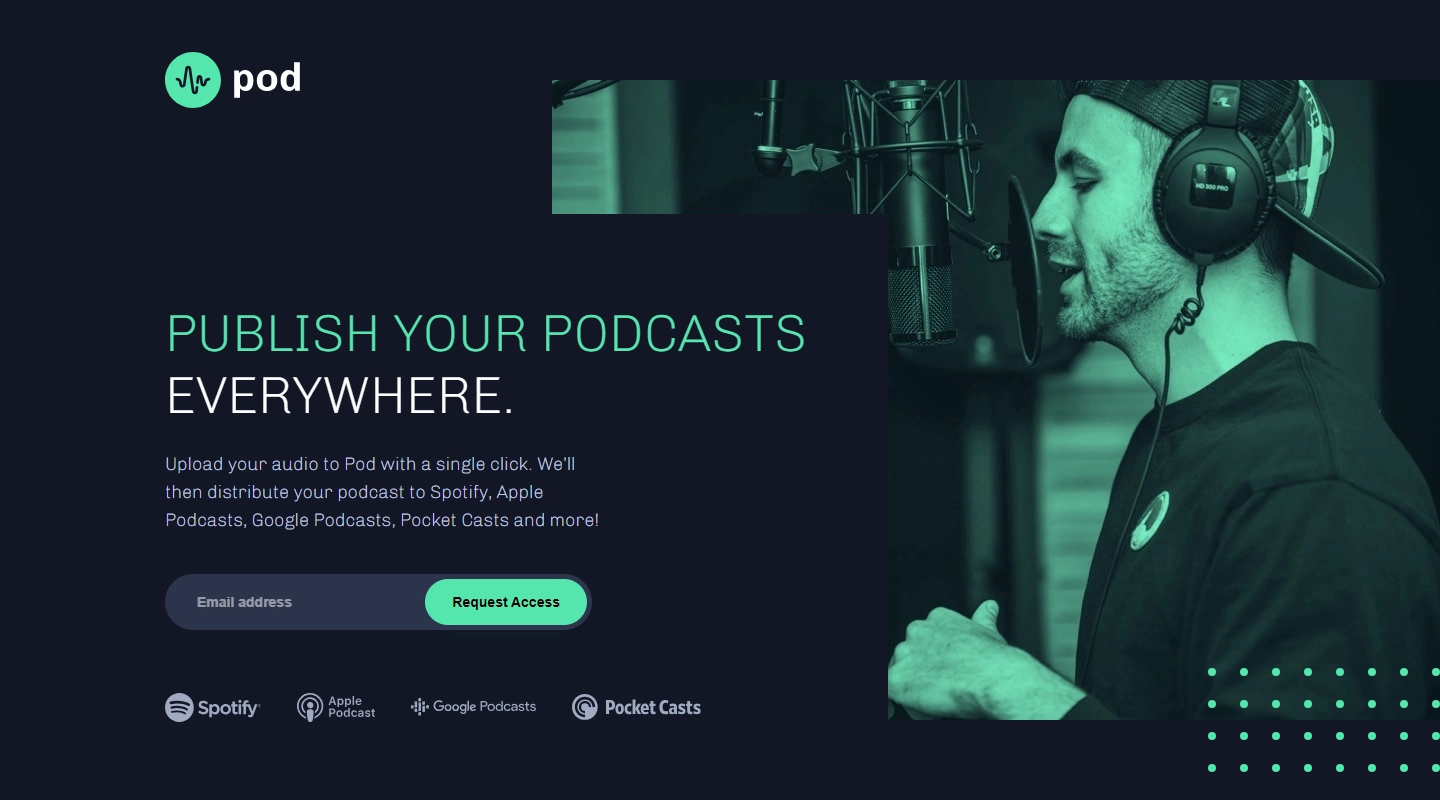 pod
HD 300 PRO
PUBLISH YOUR PODCASTS
EVERYWHERE.
Upload your audio to Pod with a single click. We’ll
then distribute your podcast to Spotify, Apple
Podcasts, Google Podcasts, Pocket Casts and more!
Email address
Request Access
Spotify
Apple
Podcast
Google Podcasts
Pocket Casts